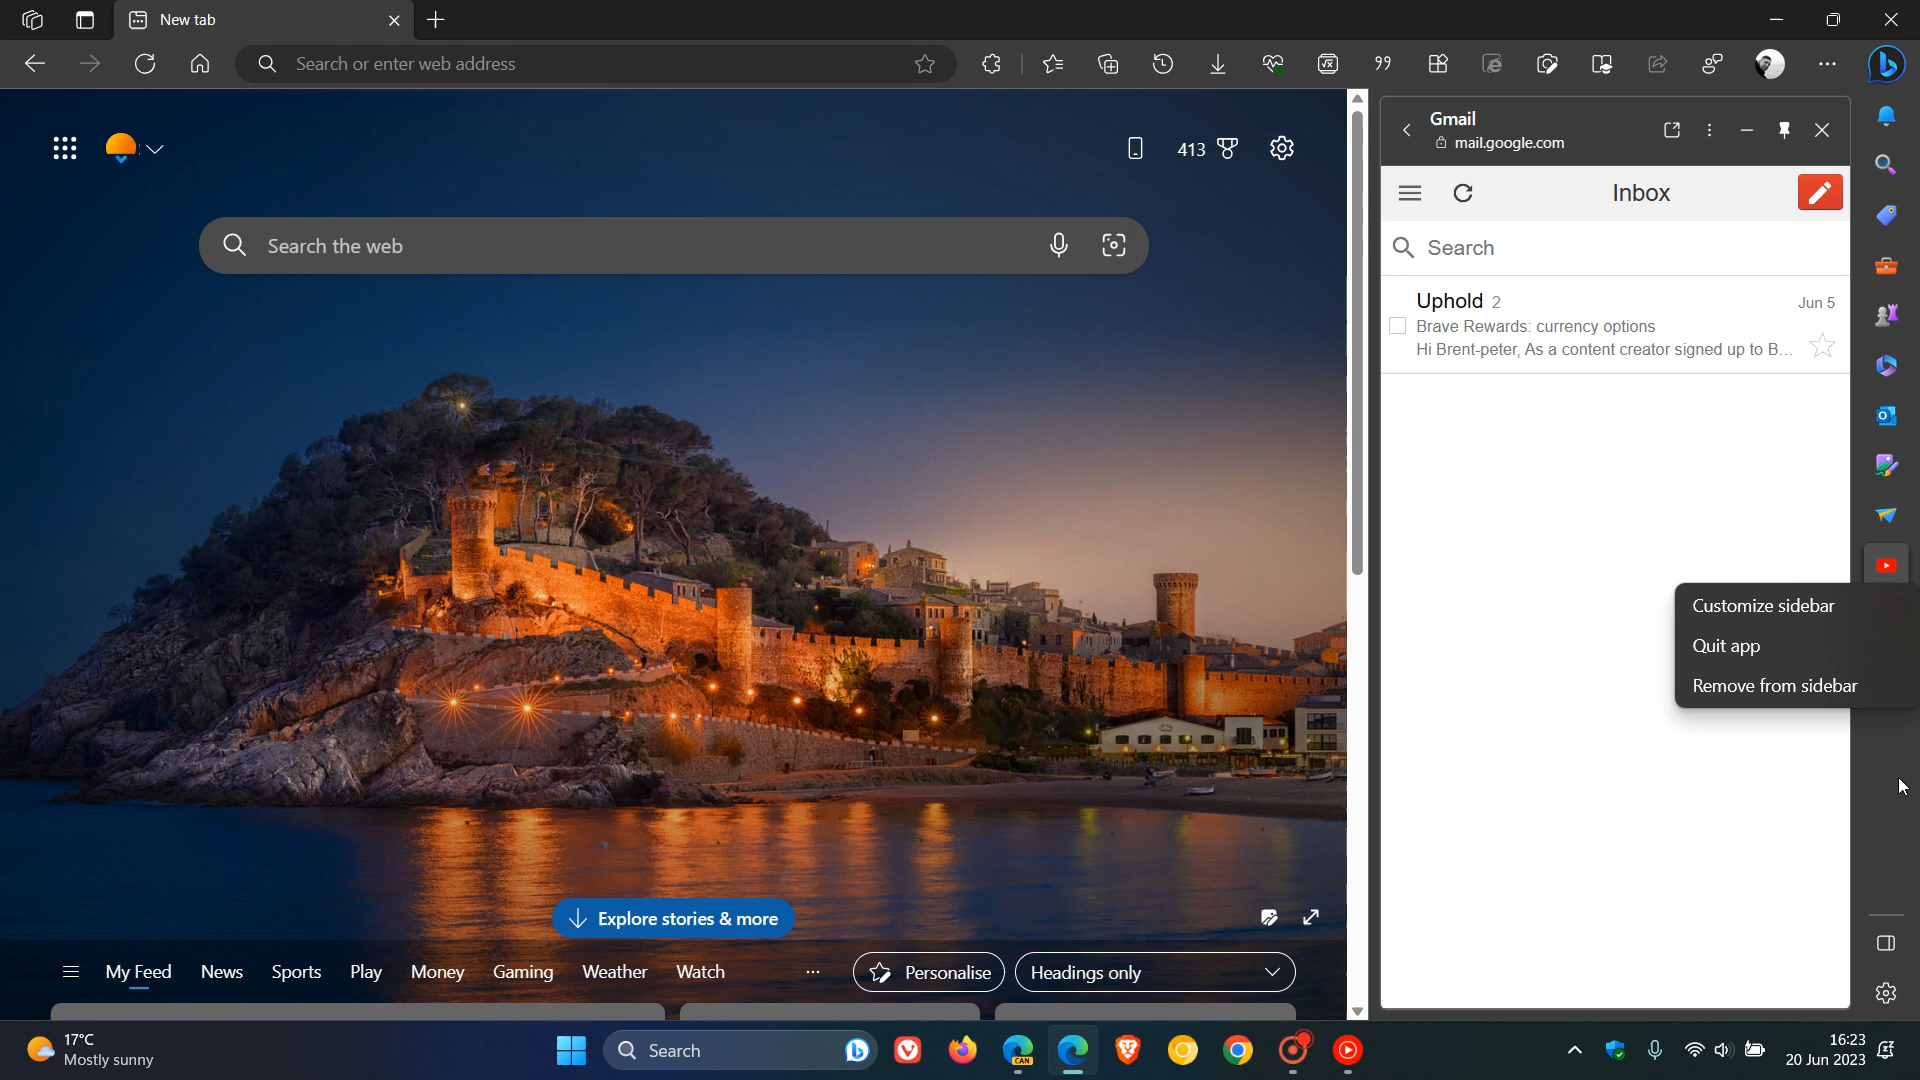 New tab
Search or enter web address
413
Search the web
Explore stories & more
My Feed
News
Sports
Play
Money
Gaming
Weather
Watch
Personalise
Headings only
Gmail
mail.google.com
Inbox
Search
Uphold 2
Jun 5
Brave Rewards: currency options
Hi Brent-peter, As a content creator signed up to B...
Customize sidebar
Quit app
Remove from sidebar
17°C
Mostly sunny
Search
CAN
16:23
20 Jun 2023